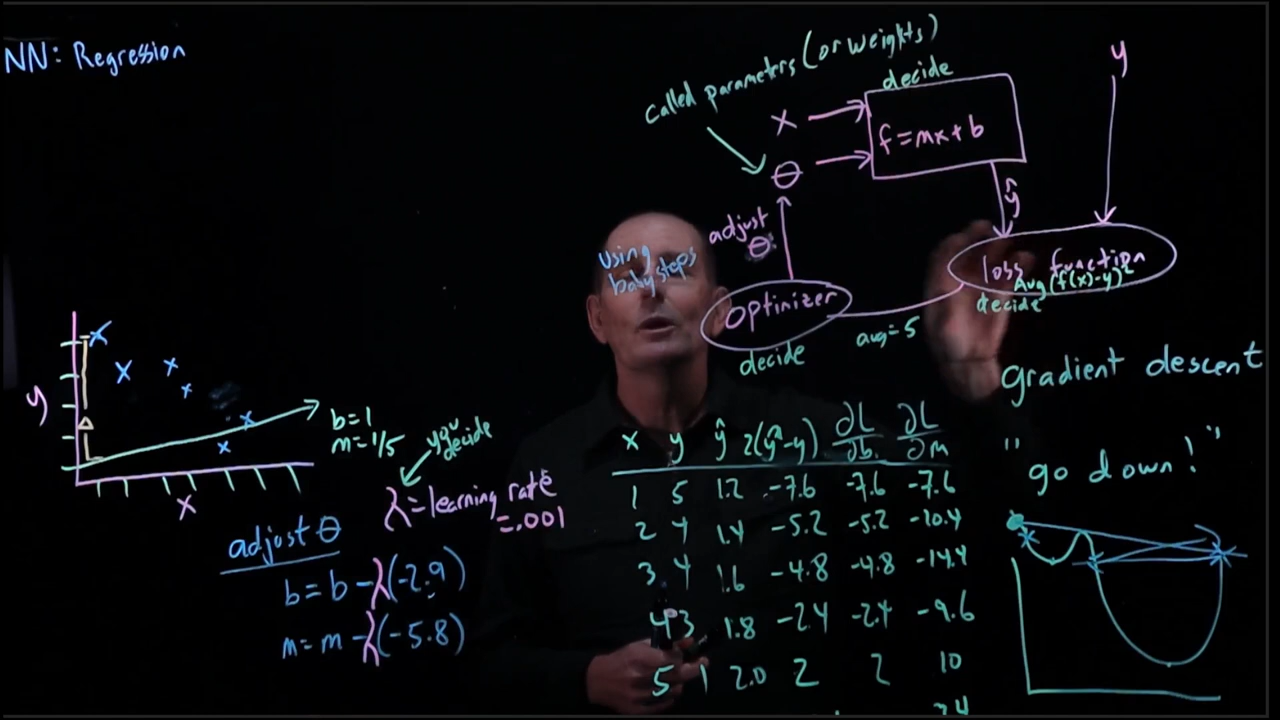 NN: Regression
called parameters (or weights)
decide
x
θ
f = mx + b
y
ŷ
adjust
θ
using
baby steps
loss function
Avg(f(x)-y)²
decide
optimizer
decide
avg = 5
gradient descent
"go down!"
y
x
b = 1
m = 1/5
you
decide
λ = learning rate
= .001
adjust θ
b = b - λ(-2.9)
m = m - λ(-5.8)
x y ŷ 2(ŷ-y) ∂L/∂b ∂L/∂m
1 5 1.2 -7.6 -7.6 -7.6
2 4 1.4 -5.2 -5.2 -10.4
3 4 1.6 -4.8 -4.8 -14.4
4 3 1.8 -2.4 -2.4 -9.6
5 1 2.0 2 2 10